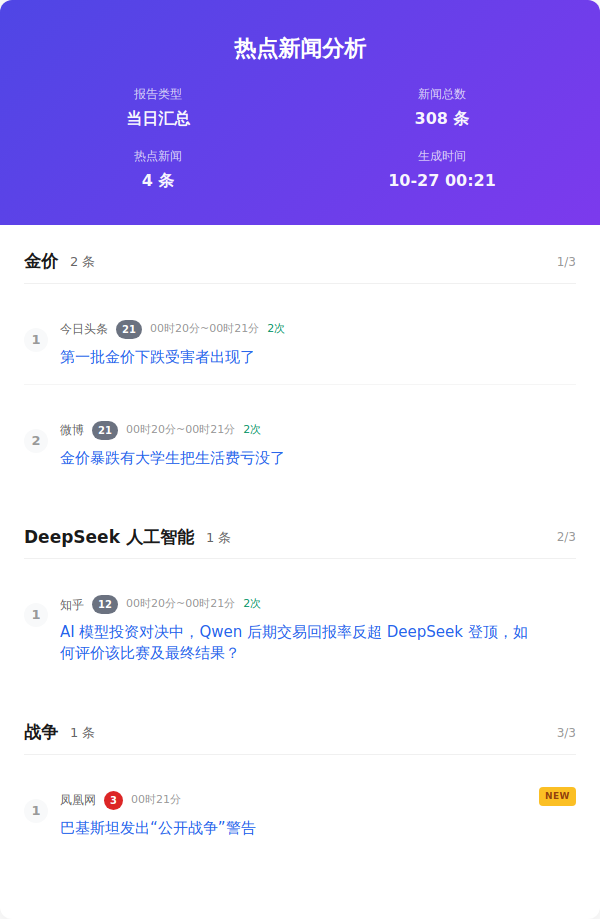 热点新闻分析
报告类型
新闻总数
当日汇总
308 条
热点新闻
生成时间
4 条
10-27 00:21
金价 2 条 1/3
1
今日头条 21 00时20分~00时21分 2次
第一批金价下跌受害者出现了
2
微博 21 00时20分~00时21分 2次
金价暴跌有大学生把生活费亏没了
DeepSeek 人工智能 1 条 2/3
1
知乎 12 00时20分~00时21分 2次
AI 模型投资对决中，Qwen 后期交易回报率反超 DeepSeek 登顶，如
何评价该比赛及最终结果？
战争 1 条 3/3
1
凤凰网 3 00时21分 NEW
巴基斯坦发出“公开战争”警告